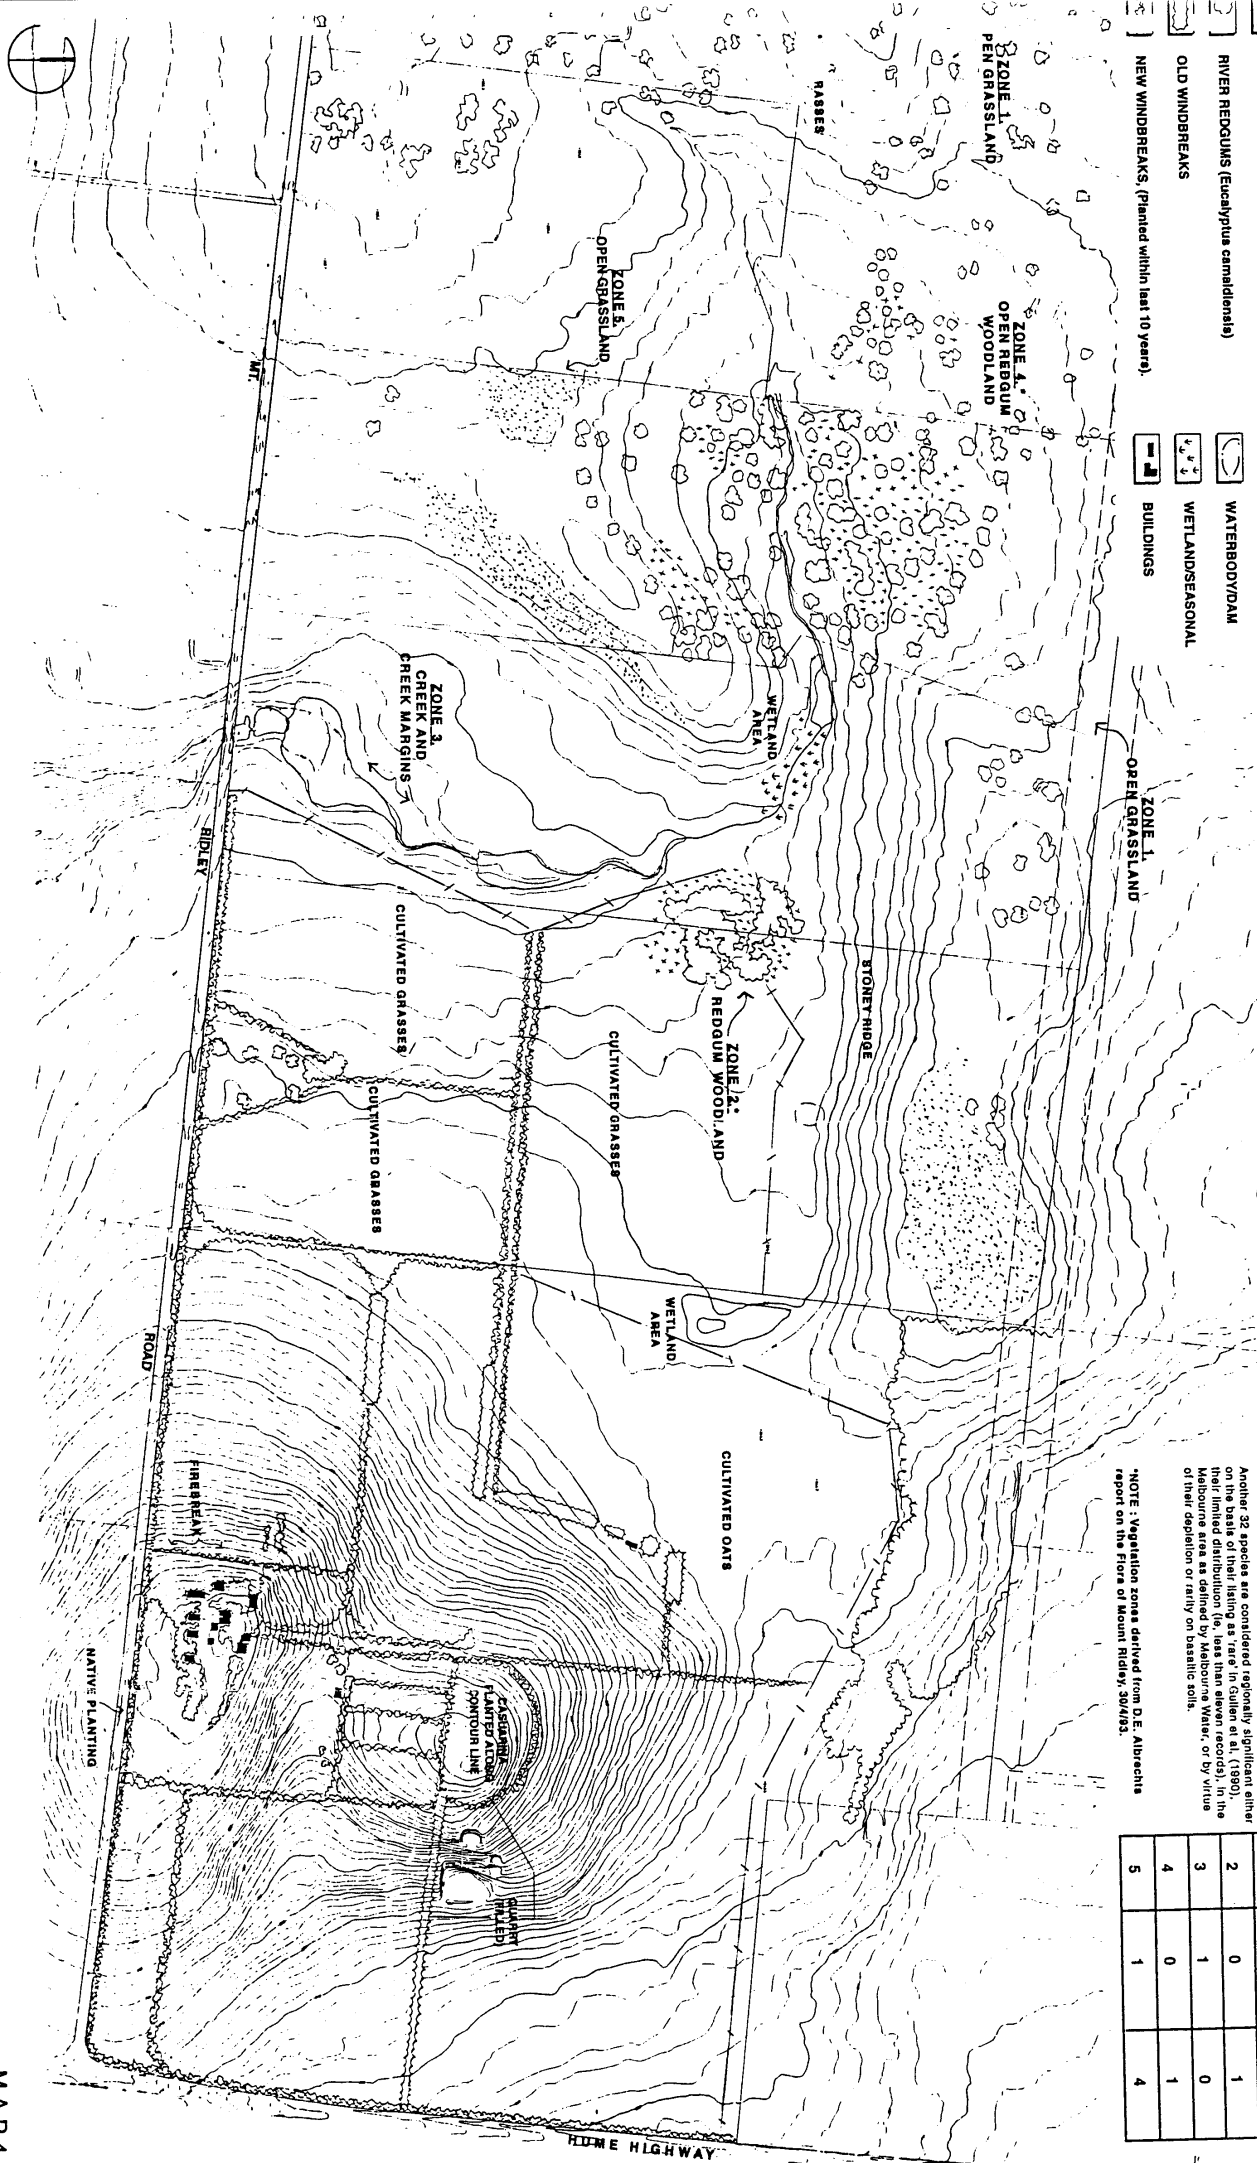 RIVER REDGUMS (Eucalyptus camaldlensis)
OLD WINDBREAKS
NEW WINDBREAKS, (Planted within last 10 years).
WATERBODY/DAM
WETLAND/SEASONAL
BUILDINGS
Another 32 species are considered regionally significant either
on the basis of their listing as 'rare' in Gullen et al. (1990),
their limited distribution (ie, less than eleven records), in the
Melbourne area as defined by Melbourne Water, or by virtue
of their depletion or rarity on basaltic soils.
*NOTE : Vegetation zones derived from D.E. Albrechts
report on the Flora of Mount Ridley, 30/4/93.
2 0 1
3 1 0
4 0 1
5 1 4
ZONE 1.
PEN GRASSLAND
RASSES
ZONE 4.*
OPEN REDGUM
WOODLAND
ZONE 5.
OPEN GRASSLAND
ZONE 1.
OPEN GRASSLAND
WETLAND
AREA
ZONE 3.
CREEK AND
CREEK MARGINS
STONEY RIDGE
ZONE 2.*
REDGUM WOODLAND
CULTIVATED GRASSES
CULTIVATED GRASSES
CULTIVATED GRASSES
WETLAND
AREA
CULTIVATED OATS
FIREBREAK
CASUARINA
PLANTED ALONG
CONTOUR LINE
QUARRY
(FILLED)
NATIVE PLANTING
MT.
RIDLEY
ROAD
HUME HIGHWAY